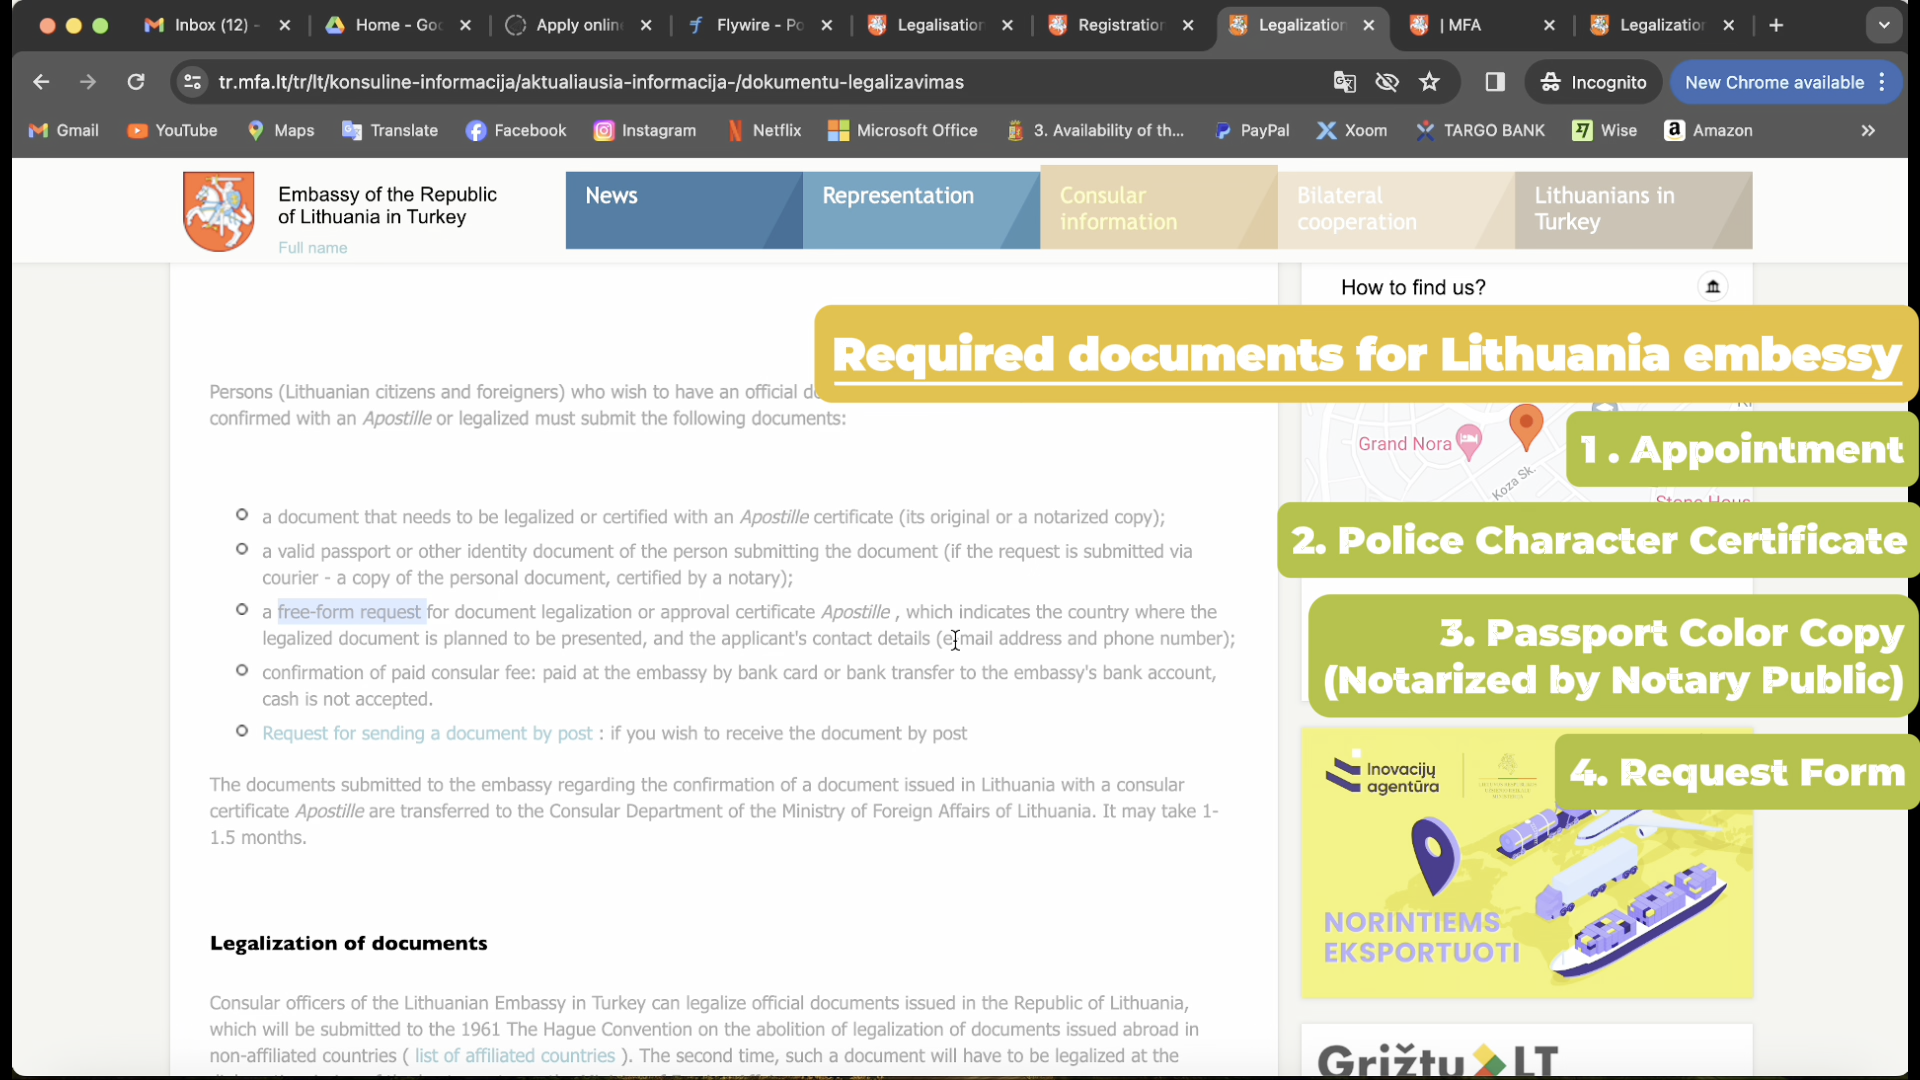 Inbox (12) -
Home - Goo
Apply online
Flywire - Po
Legalisation
Registration
Legalization
| MFA
Legalization
tr.mfa.lt/tr/lt/konsuline-informacija/aktualiausia-informacija-/dokumentu-legalizavimas
Incognito
New Chrome available
Gmail
YouTube
Maps
Translate
Facebook
Instagram
Netflix
Microsoft Office
3. Availability of th...
PayPal
Xoom
TARGO BANK
Wise
Amazon
Embassy of the Republic
of Lithuania in Turkey
Full name
News
Representation
Consular
information
Bilateral
cooperation
Lithuanians in
Turkey
How to find us?
Required documents for Lithuania embessy
Persons (Lithuanian citizens and foreigners) who wish to have an official
confirmed with an Apostille or legalized must submit the following documents:
Grand Nora
Koza Sk.
1 . Appointment
a document that needs to be legalized or certified with an Apostille certificate (its original or a notarized copy);
2. Police Character Certificate
a valid passport or other identity document of the person submitting the document (if the request is submitted via
courier - a copy of the personal document, certified by a notary);
a free-form request for document legalization or approval certificate Apostille , which indicates the country where the
legalized document is planned to be presented, and the applicant's contact details (e-mail address and phone number);
3. Passport Color Copy
(Notarized by Notary Public)
confirmation of paid consular fee: paid at the embassy by bank card or bank transfer to the embassy's bank account,
cash is not accepted.
Request for sending a document by post : if you wish to receive the document by post
4. Request Form
Inovacijų
agentūra
The documents submitted to the embassy regarding the confirmation of a document issued in Lithuania with a consular
certificate Apostille are transferred to the Consular Department of the Ministry of Foreign Affairs of Lithuania. It may take 1-
1.5 months.
NORINTIEMS
EKSPORTUOTI
Legalization of documents
Consular officers of the Lithuanian Embassy in Turkey can legalize official documents issued in the Republic of Lithuania,
which will be submitted to the 1961 The Hague Convention on the abolition of legalization of documents issued abroad in
non-affiliated countries ( list of affiliated countries ). The second time, such a document will have to be legalized at the
Grįžtu LT